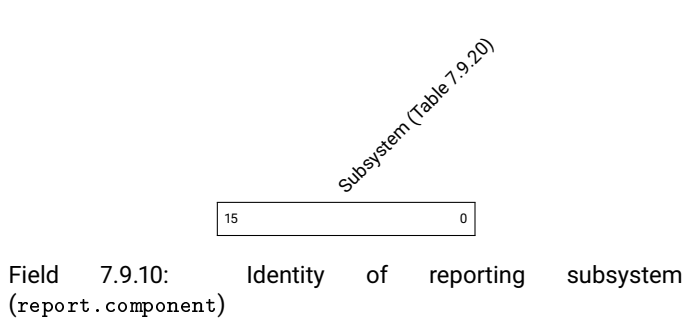 Subsystem (Table 7.9.20)
15 0
Field 7.9.10: Identity of reporting subsystem
(report.component)